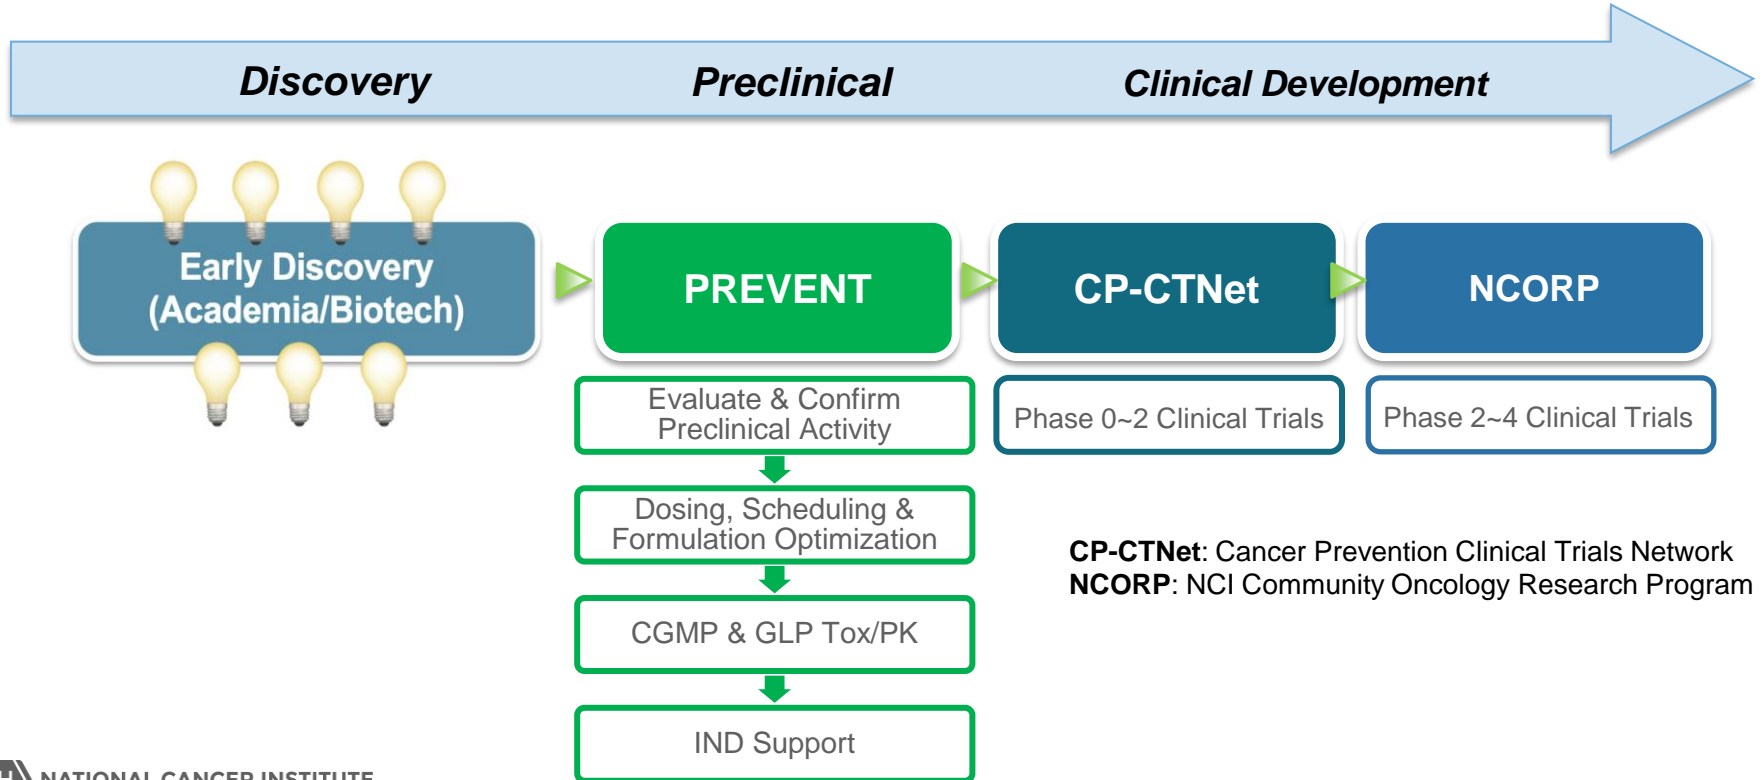 Discovery
Preclinical
Clinical Development
Early Discovery
(Academia/Biotech)
PREVENT
CP-CTNet
NCORP
Evaluate & Confirm
Preclinical Activity
Phase 0~2 Clinical Trials
Phase 2~4 Clinical Trials
Dosing, Scheduling &
Formulation Optimization
CP-CTNet: Cancer Prevention Clinical Trials Network
NCORP: NCI Community Oncology Research Program
CGMP & GLP Tox/PK
IND Support
NATIONAL CANCER INSTITUTE